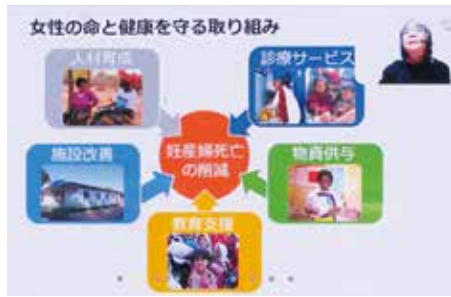 女性の命と健康を守る取り組み
人材育成
診療サービス
施設改善
妊産婦死亡
の削減
物資供与
教育支援